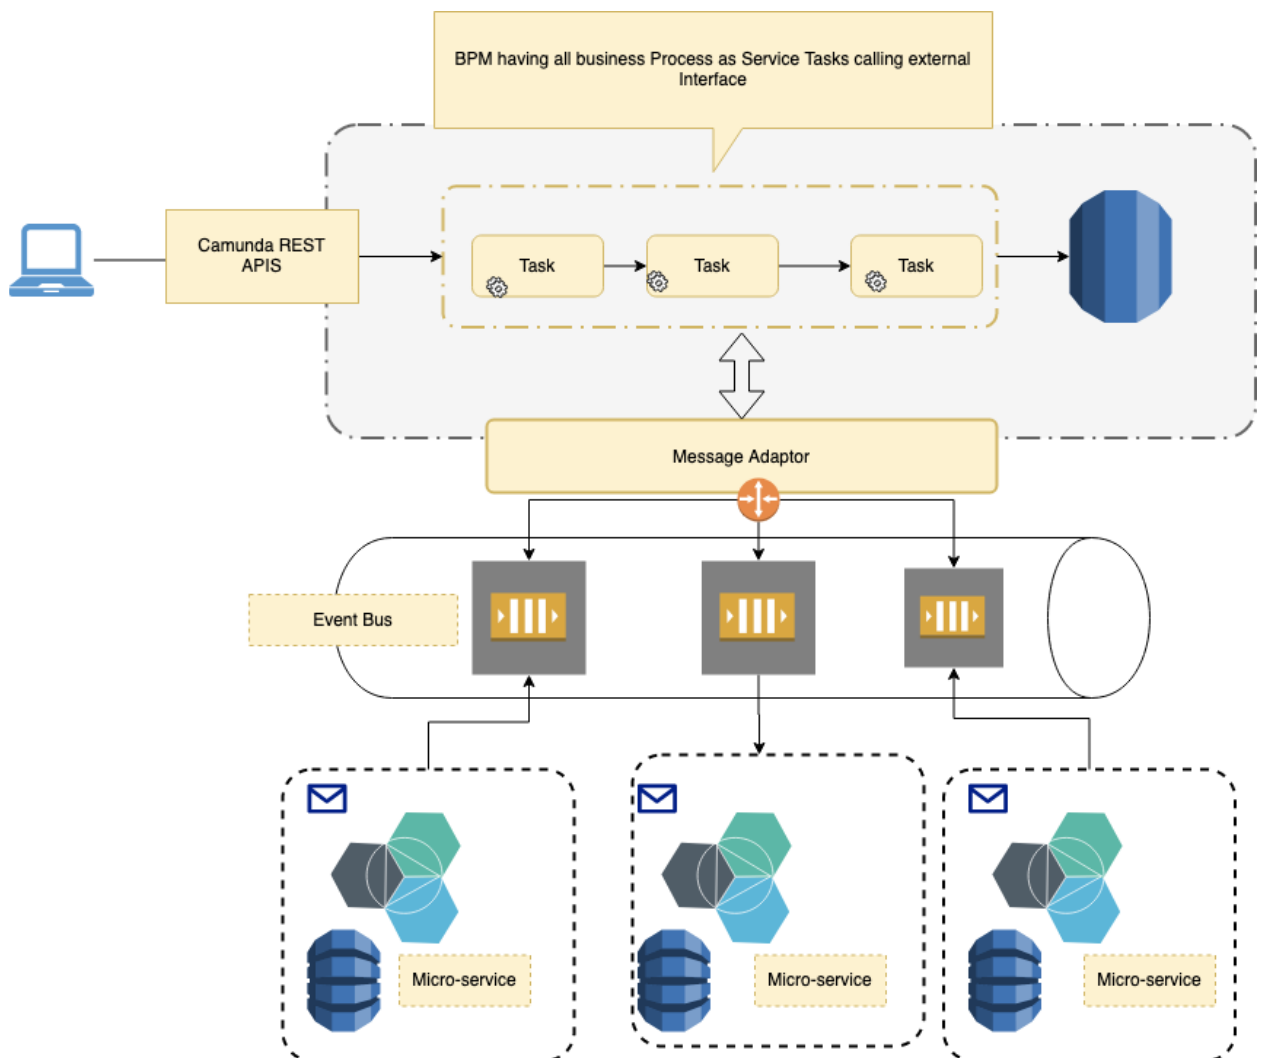 BPM having all business Process as Service Tasks calling external
Interface
Camunda REST
APIS
Task
Task
Task
Message Adaptor
Event Bus
Micro-service
Micro-service
Micro-service